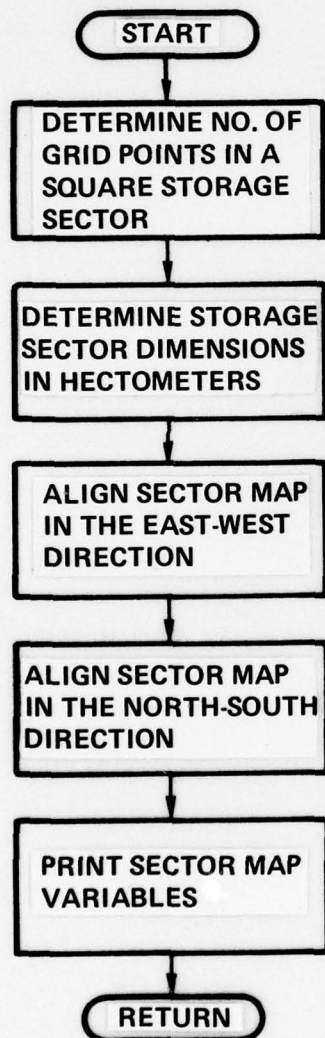 START
DETERMINE NO. OF
GRID POINTS IN A
SQUARE STORAGE
SECTOR
DETERMINE STORAGE
SECTOR DIMENSIONS
IN HECTOMETERS
ALIGN SECTOR MAP
IN THE EAST-WEST
DIRECTION
ALIGN SECTOR MAP
IN THE NORTH-SOUTH
DIRECTION
PRINT SECTOR MAP
VARIABLES
RETURN